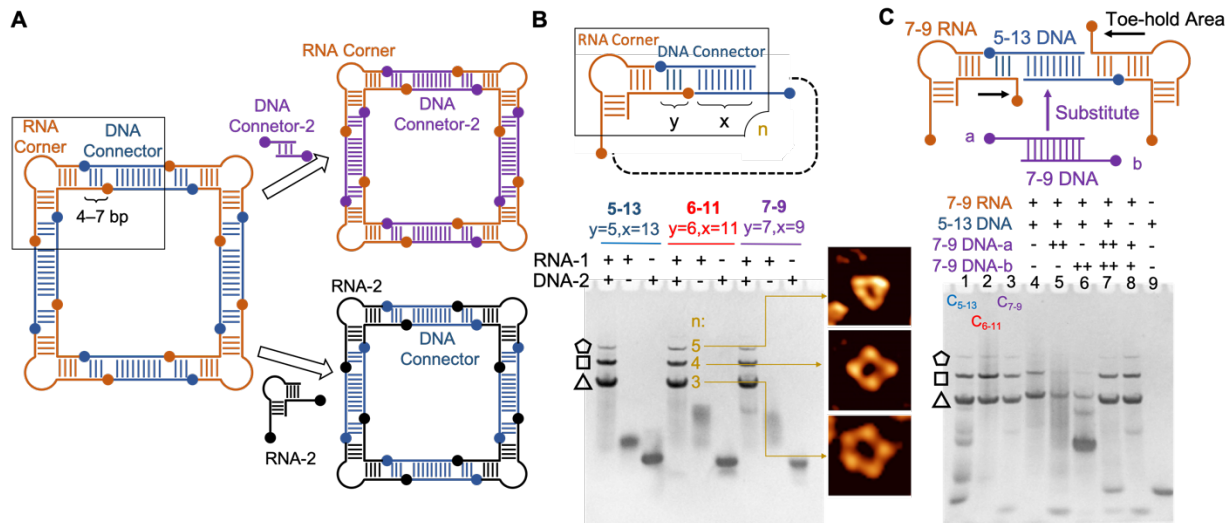 A
RNA Corner
DNA Connector
4–7 bp
DNA
Connetor-2
RNA Corner
DNA
Connetor-2
DNA
Connetor-2
RNA-2
RNA-2
DNA
Connector
B
RNA Corner
DNA Connector
y
x
n
5-13
6-11
7-9
y=5,x=13
y=6,x=11
y=7,x=9
RNA-1
+ + - + + - + + -
DNA-2
+ - + + - + + - +
n:
5
4
3
C
Toe-hold Area
7-9 RNA
5-13 DNA
Substitute
a
b
7-9 DNA
7-9 RNA + + + + + -
5-13 DNA + + + + - +
7-9 DNA-a - ++ - ++ + -
7-9 DNA-b - - ++ ++ + -
1 2 3 4 5 6 7 8 9
C5-13
C6-11
C7-9